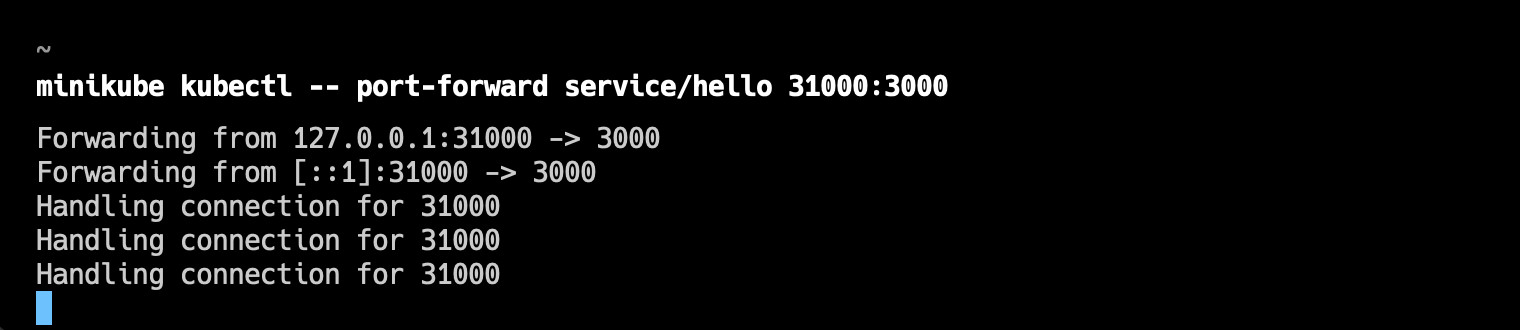 ~
minikube kubectl -- port-forward service/hello 31000:3000
Forwarding from 127.0.0.1:31000 -> 3000
Forwarding from [::1]:31000 -> 3000
Handling connection for 31000
Handling connection for 31000
Handling connection for 31000